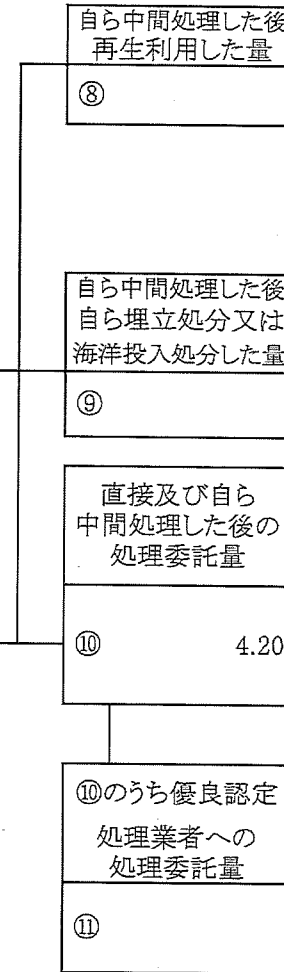 自ら中間処理した後
再生利用した量
⑧
自ら中間処理した後
自ら埋立処分又は
海洋投入処分した量
⑨
直接及び自ら
中間処理した後の
処理委託量
⑩ 4.20
⑩のうち優良認定
処理業者への
処理委託量
⑪